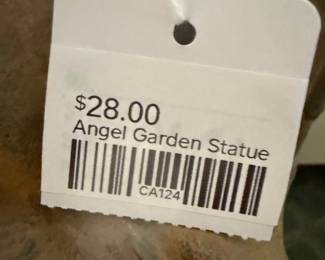 $28.00
Angel Garden Statue
CA124